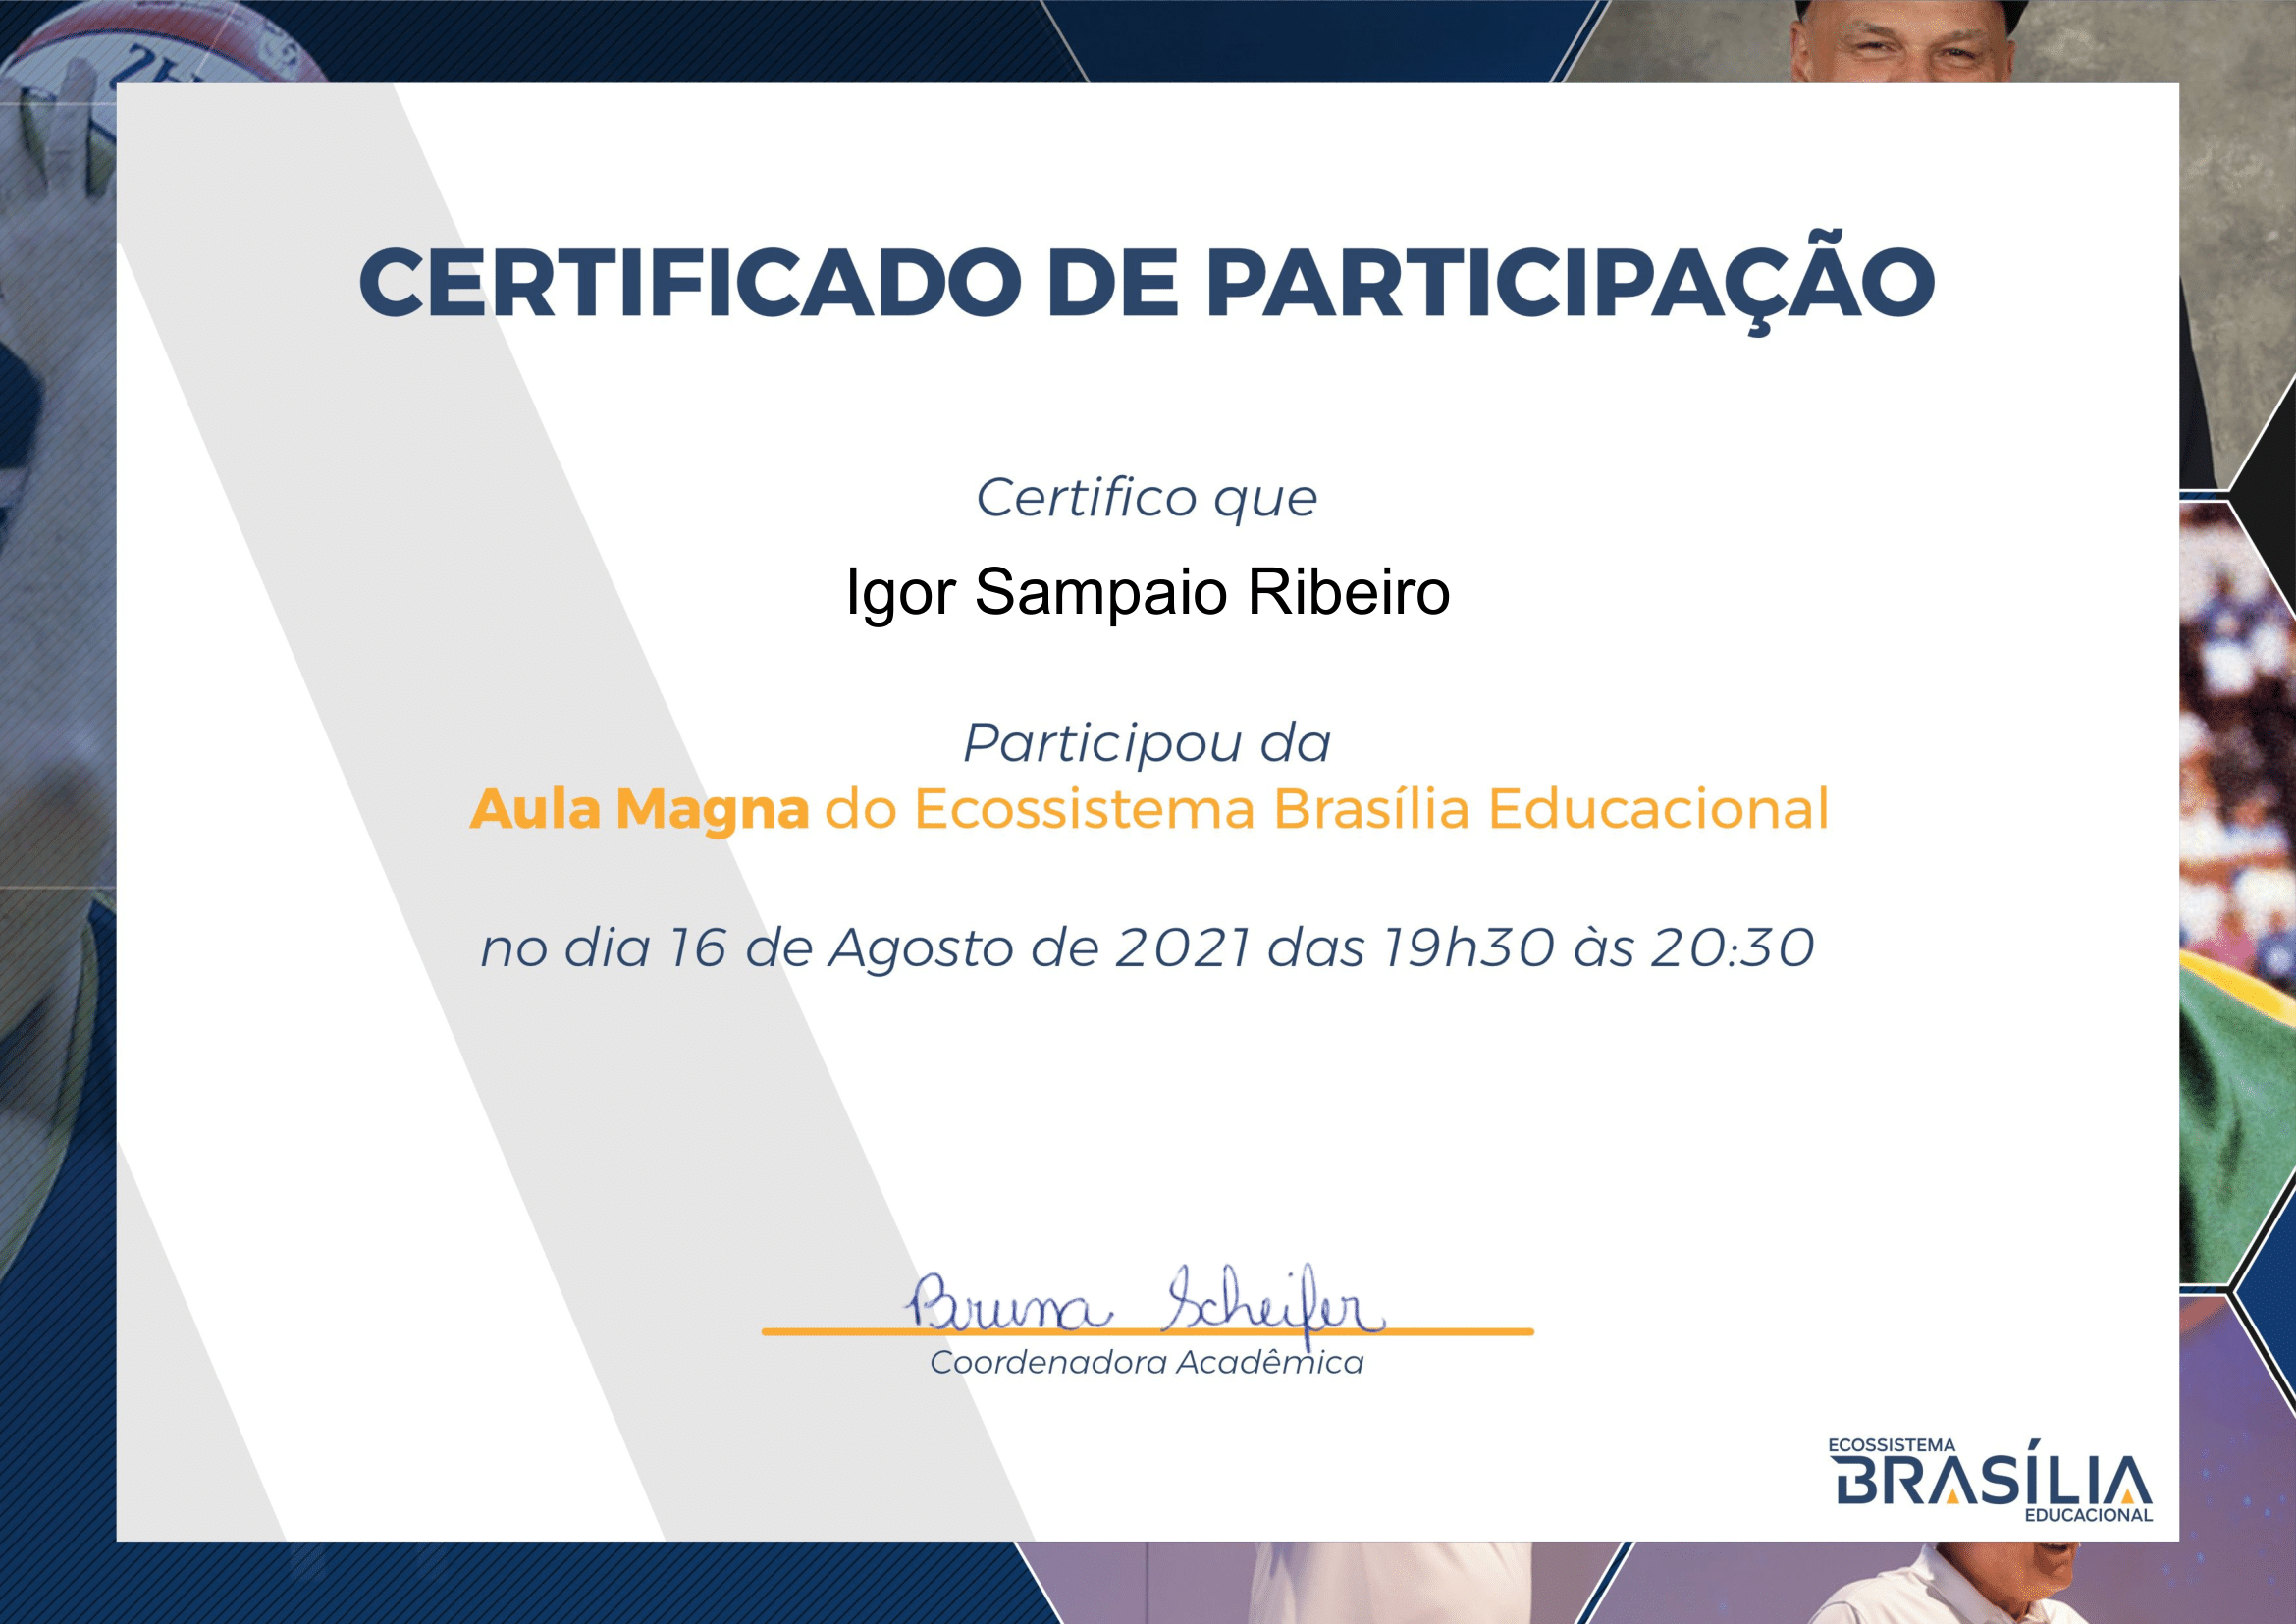 CERTIFICADO DE PARTICIPAÇÃO
Certifico que
Igor Sampaio Ribeiro
Participou da
Aula Magna do Ecossistema Brasília Educacional
no dia 16 de Agosto de 2021 das 19h30 às 20:30
Bruna Scheifer
Coordenadora Acadêmica
ECOSSISTEMA
BRASÍLIA
EDUCACIONAL